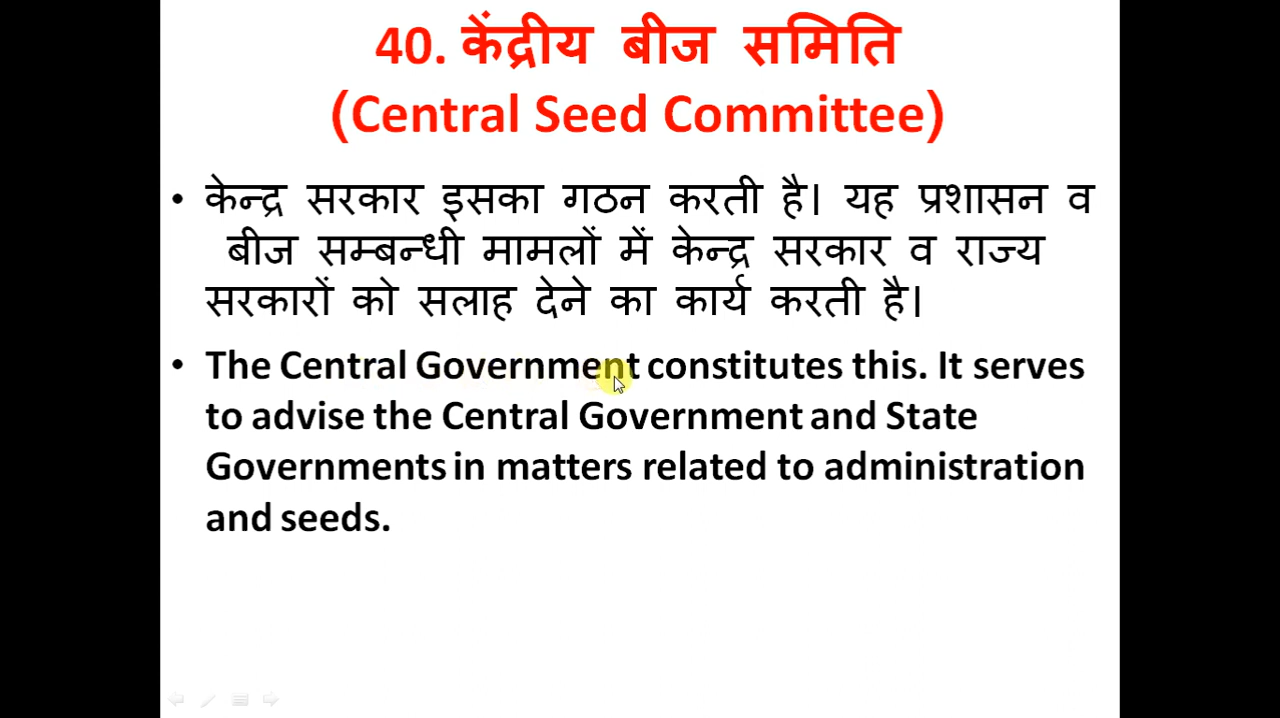 40. केंद्रीय बीज समिति
(Central Seed Committee)
• केन्द्र सरकार इसका गठन करती है। यह प्रशासन व
बीज सम्बन्धी मामलों में केन्द्र सरकार व राज्य
सरकारों को सलाह देने का कार्य करती है।
• The Central Government constitutes this. It serves
to advise the Central Government and State
Governments in matters related to administration
and seeds.